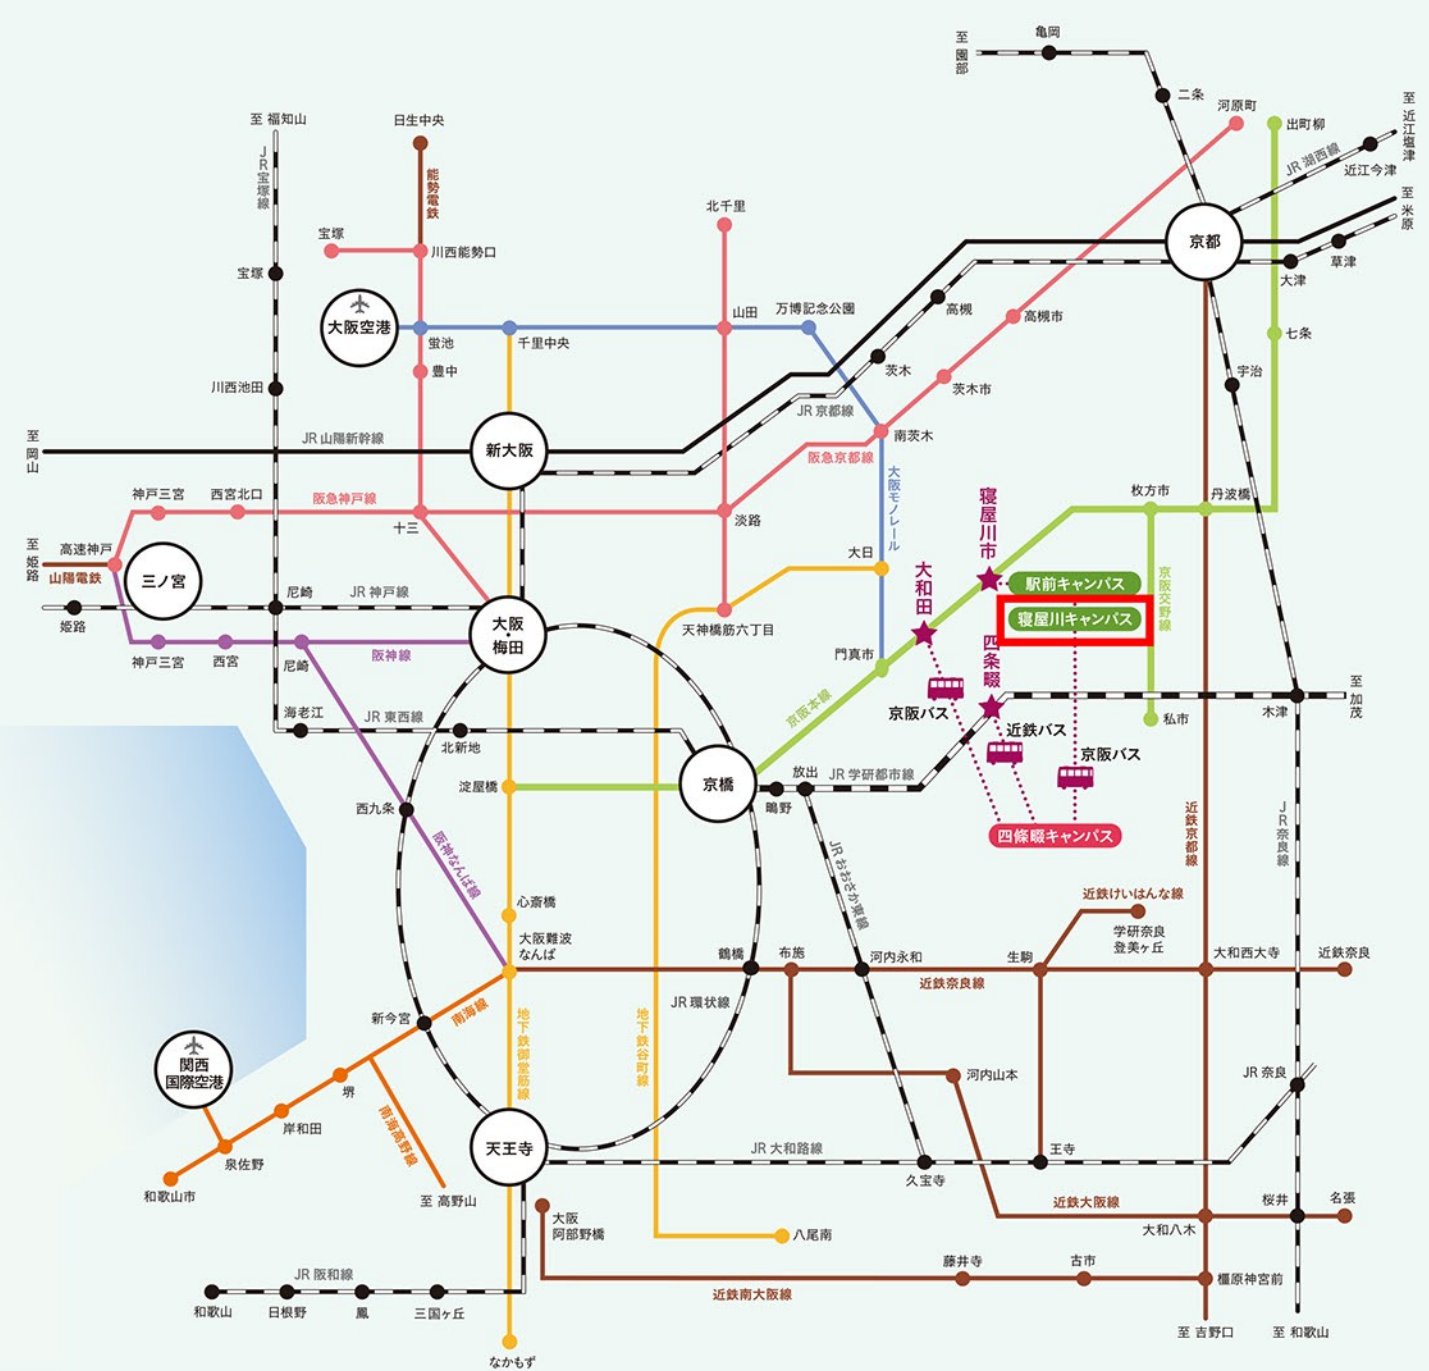 至 園部
亀岡
二条
河原町
出町柳
至 近江塩津
JR 湖西線
近江今津
至 米原
京都
草津
大津
至 福知山
JR宝塚線
日生中央
能勢電鉄
宝塚
川西能勢口
北千里
宝塚
大阪空港
蛍池
千里中央
山田
万博記念公園
高槻
高槻市
七条
豊中
茨木
茨木市
宇治
川西池田
JR 京都線
至 岡山
JR 山陽新幹線
新大阪
南茨木
阪急京都線
大阪モノレール
神戸三宮
西宮北口
阪急神戸線
十三
淡路
寝屋川市
枚方市
丹波橋
至 姫路
高速神戸
山陽電鉄
三ノ宮
大日
大和田
駅前キャンパス
寝屋川キャンパス
京阪交野線
姫路
尼崎
JR 神戸線
大阪・梅田
天神橋筋六丁目
四条畷
神戸三宮
西宮
尼崎
阪神線
門真市
京阪本線
京阪バス
近鉄バス
京阪バス
私市
木津
至 加茂
海老江
JR 東西線
北新地
淀屋橋
京橋
鴫野
放出
JR 学研都市線
西九条
四條畷キャンパス
阪神なんば線
JR おおさか東線
近鉄京都線
JR奈良線
心斎橋
大阪難波
なんば
鶴橋
布施
河内永和
近鉄奈良線
生駒
近鉄けいはんな線
学研奈良
登美ヶ丘
大和西大寺
近鉄奈良
新今宮
南海線
地下鉄御堂筋線
地下鉄谷町線
JR 環状線
関西
国際空港
堺
岸和田
泉佐野
和歌山市
南海高野線
至 高野山
河内山本
JR 奈良
天王寺
JR 大和路線
久宝寺
王寺
近鉄大阪線
大和八木
桜井
名張
大阪
阿部野橋
八尾南
藤井寺
古市
橿原神宮前
近鉄南大阪線
JR 阪和線
和歌山
日根野
鳳
三国ヶ丘
なかもず
至 吉野口
至 和歌山